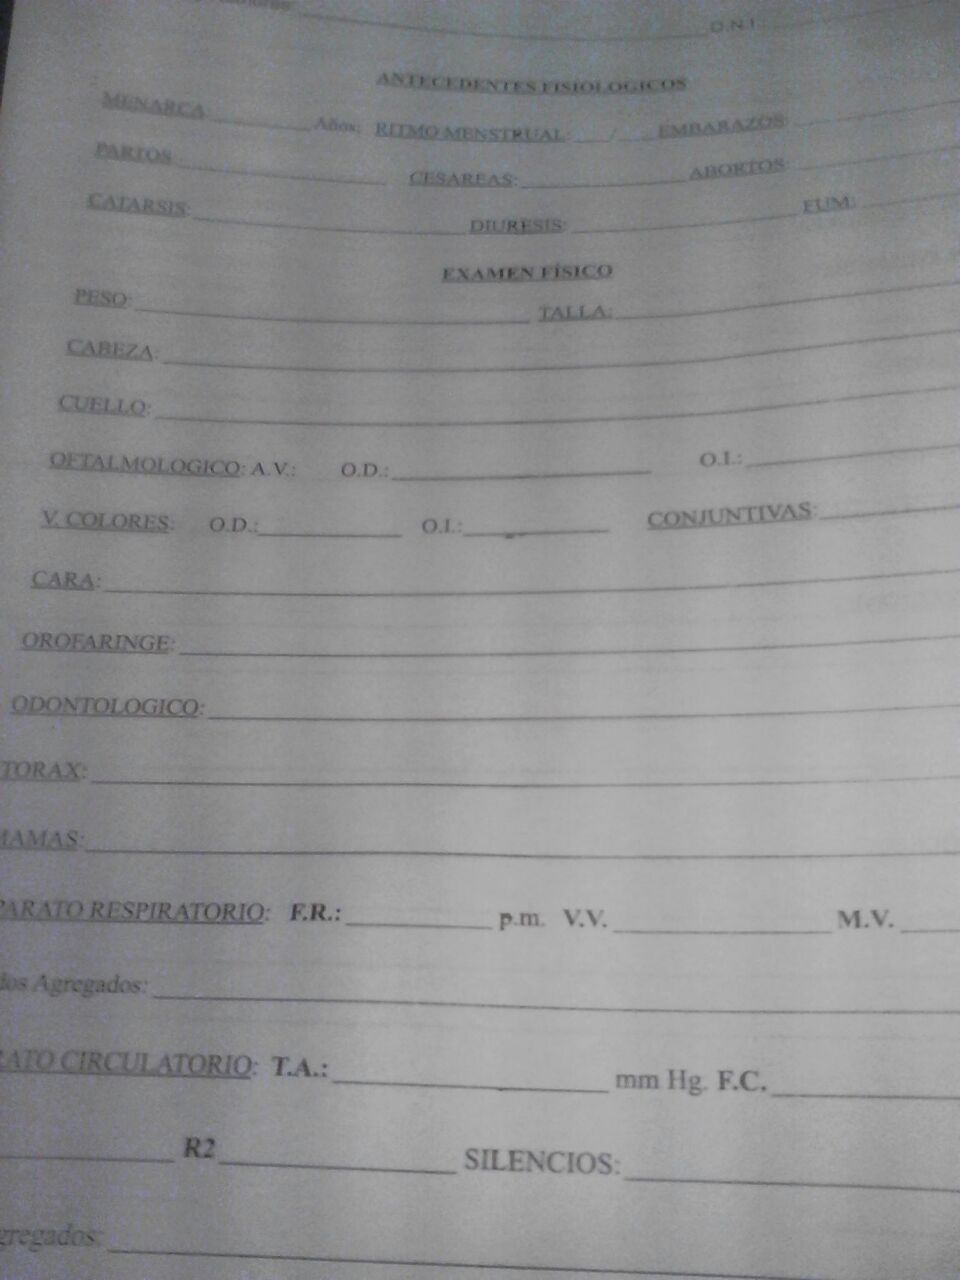 D.N.I.:
ANTECEDENTES FISIOLOGICOS
MENARCA: Años; RITMO MENSTRUAL: / EMBARAZOS:
PARTOS CESAREAS: ABORTOS:
CATARSIS: DIURESIS: FUM:
EXAMEN FÍSICO
PESO: TALLA:
CABEZA:
CUELLO:
OFTALMOLOGICO: A.V.: O.D.: O.I.:
V. COLORES: O.D.: O.I.: CONJUNTIVAS:
CARA:
OROFARINGE:
ODONTOLOGICO:
TORAX:
MAMAS:
PARATO RESPIRATORIO: F.R.: p.m. V.V. M.V.
dos Agregados:
RATO CIRCULATORIO: T.A.: mm Hg. F.C.
R2 SILENCIOS:
gregados: